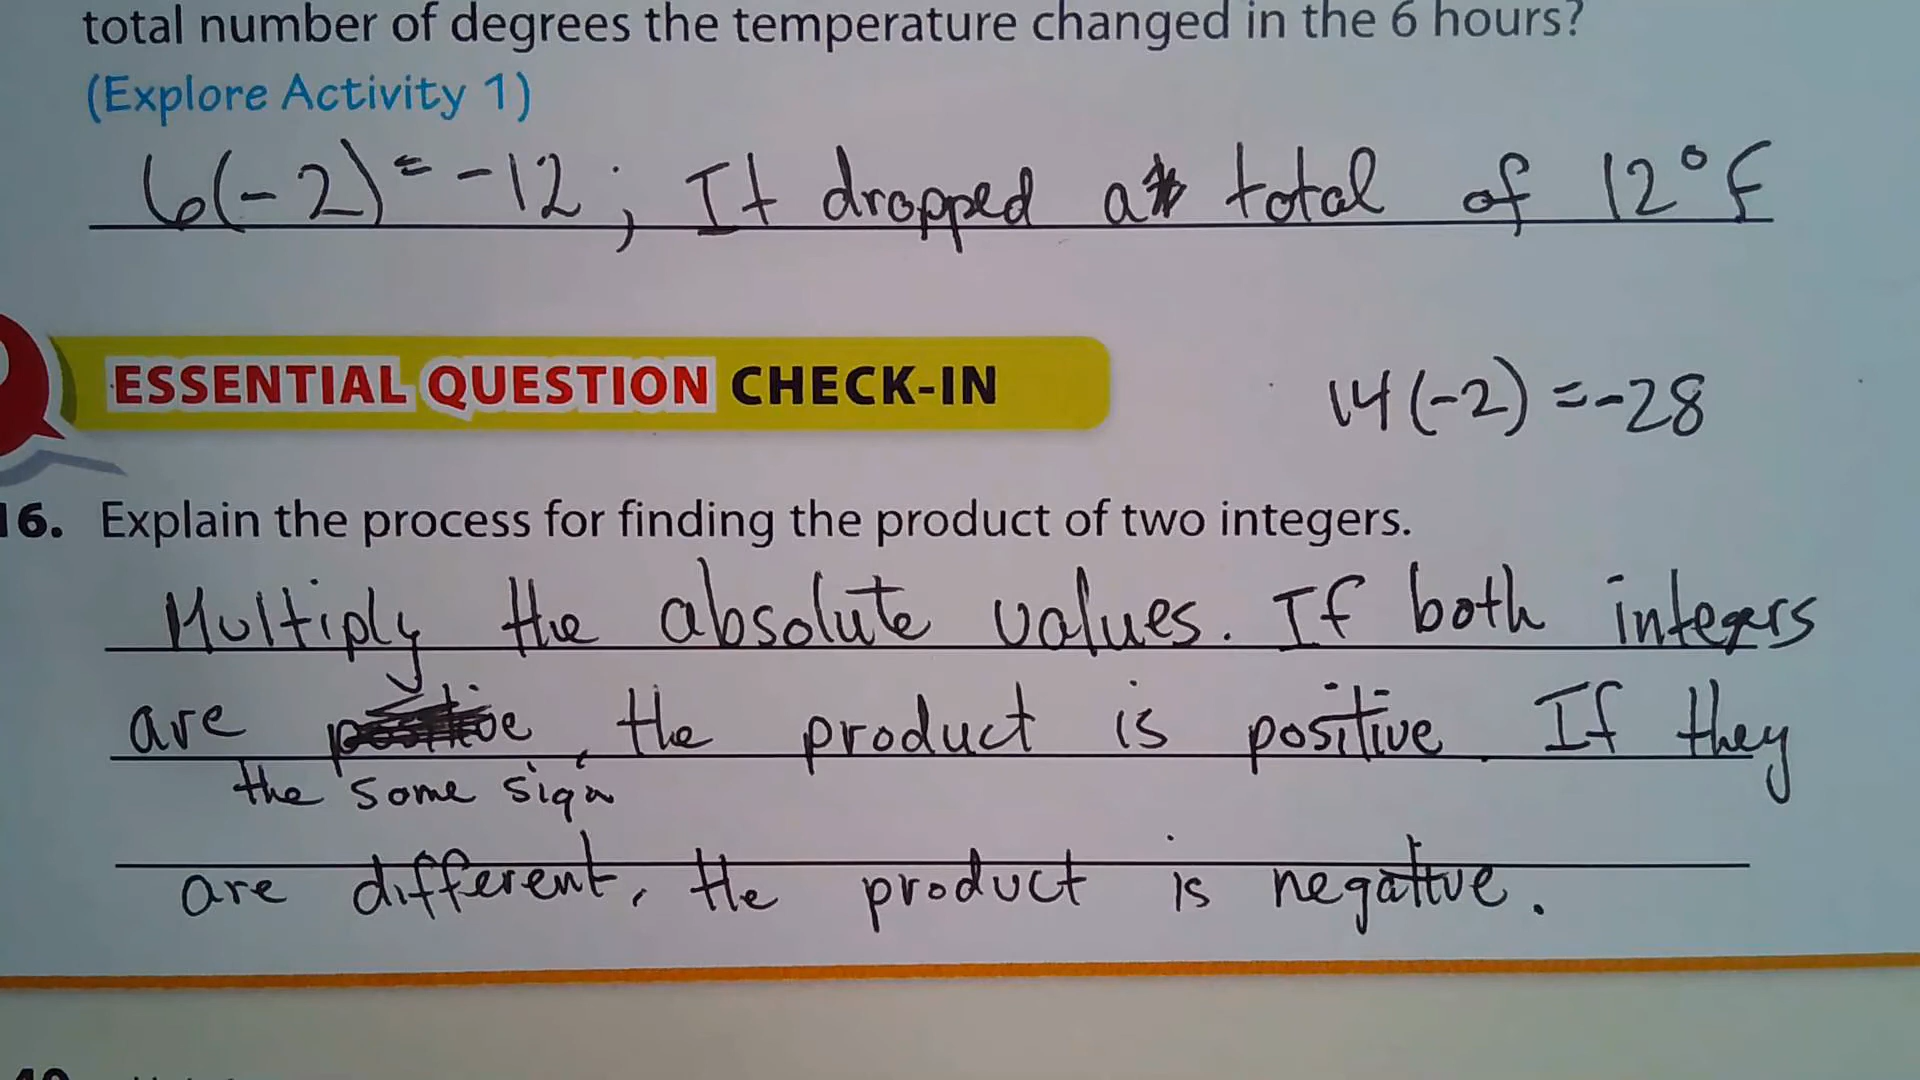 total number of degrees the temperature changed in the 6 hours?
(Explore Activity 1)
6(-2) = -12; It dropped a total of 12°F
ESSENTIAL QUESTION CHECK-IN
14(-2) = -28
16. Explain the process for finding the product of two integers.
Multiply the absolute values. If both integers
are the product is positive. If they
the same sign
are different, the product is negative.